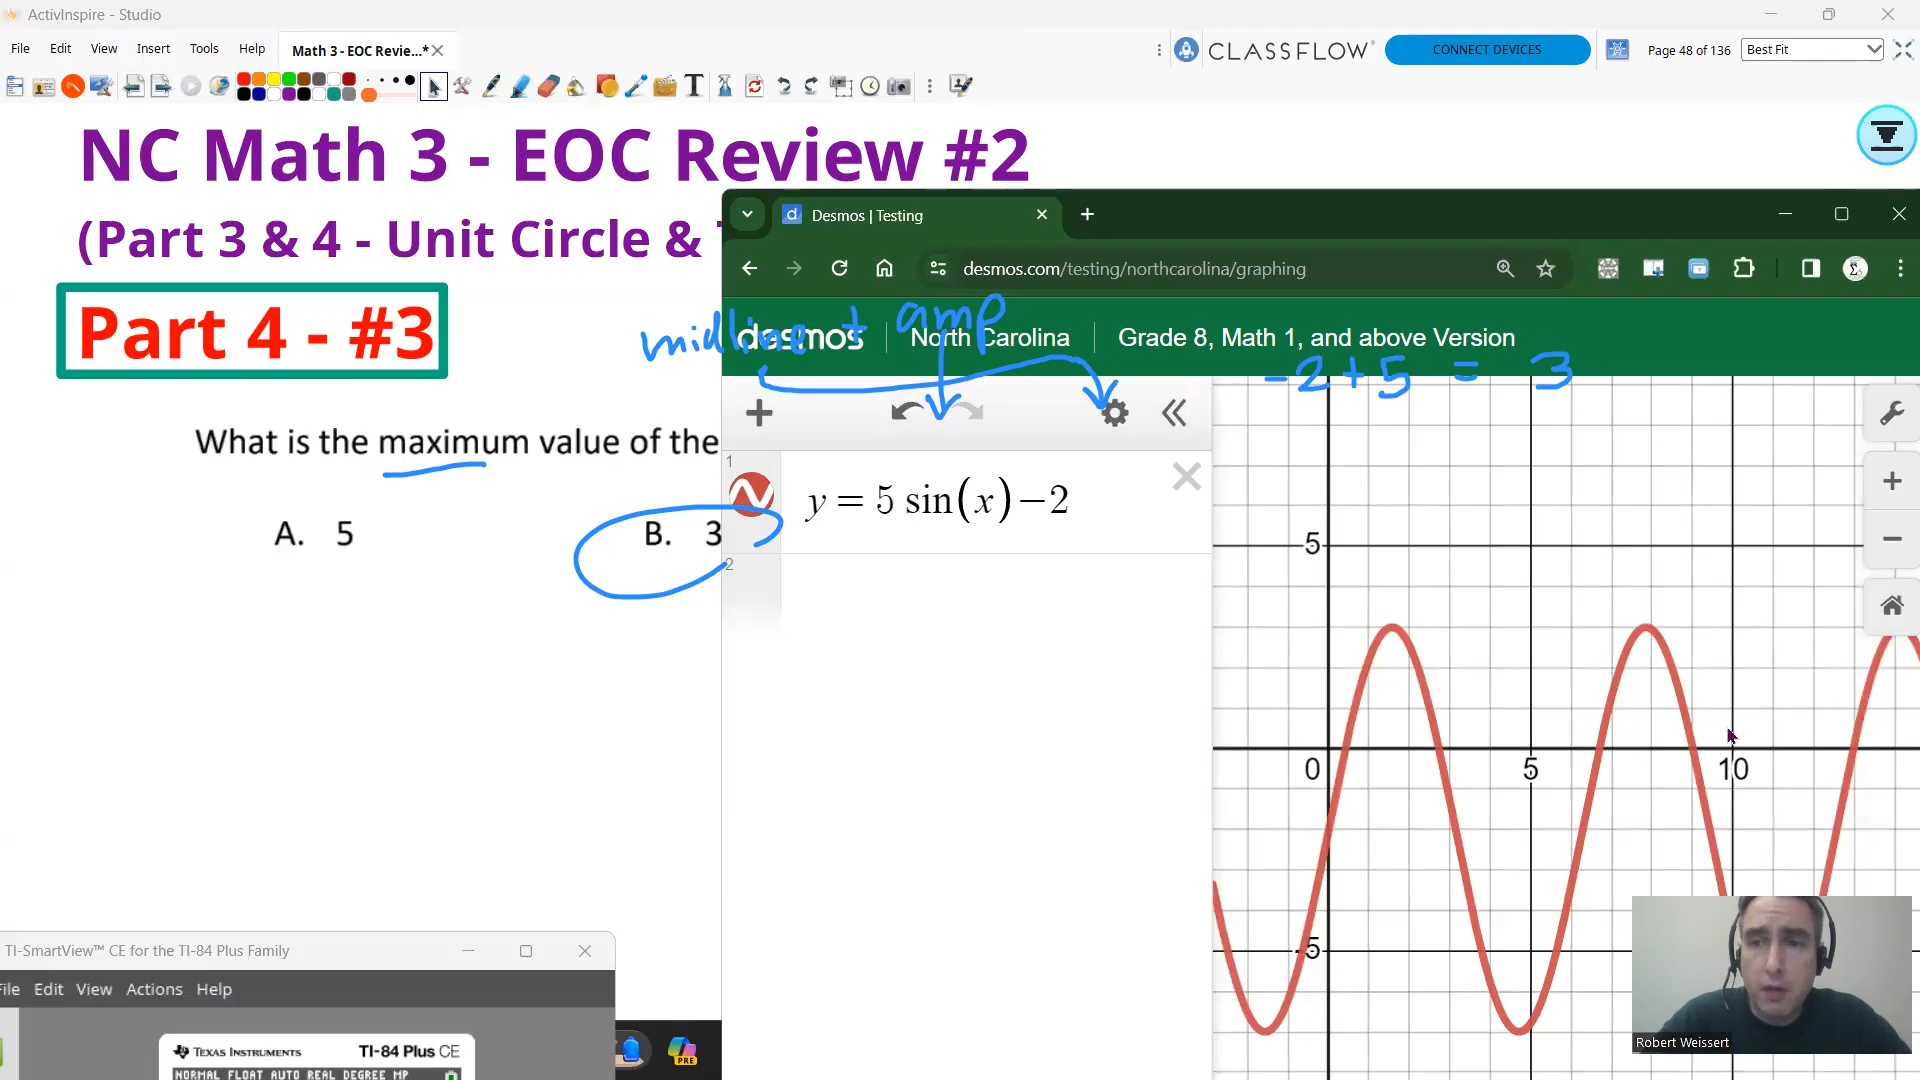 ActivInspire - Studio
File Edit View Insert Tools Help
Math 3 - EOC Revie...*
CLASSFLOW
CONNECT DEVICES
Page 48 of 136
Best Fit
NC Math 3 - EOC Review #2
(Part 3 & 4 - Unit Circle &
Part 4 - #3
Desmos | Testing
desmos.com/testing/northcarolina/graphing
midline + amp
desmos
North Carolina
Grade 8, Math 1, and above Version
-2+5 = 3
What is the maximum value of the
A. 5
B. 3
1
y = 5 sin(x) - 2
2
5
0
5
10
-5
TI-SmartView™ CE for the TI-84 Plus Family
File Edit View Actions Help
TEXAS INSTRUMENTS
TI-84 Plus CE
NORMAL FLOAT AUTO REAL DEGREE MP
PRE
Robert Weissert